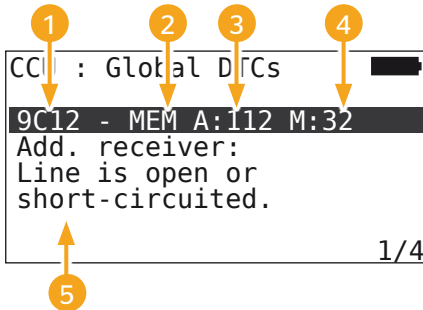 1 2 3 4
CCU : Global DTCs
9C12 - MEM A:112 M:32
Add. receiver:
Line is open or
short-circuited.
1/4
5